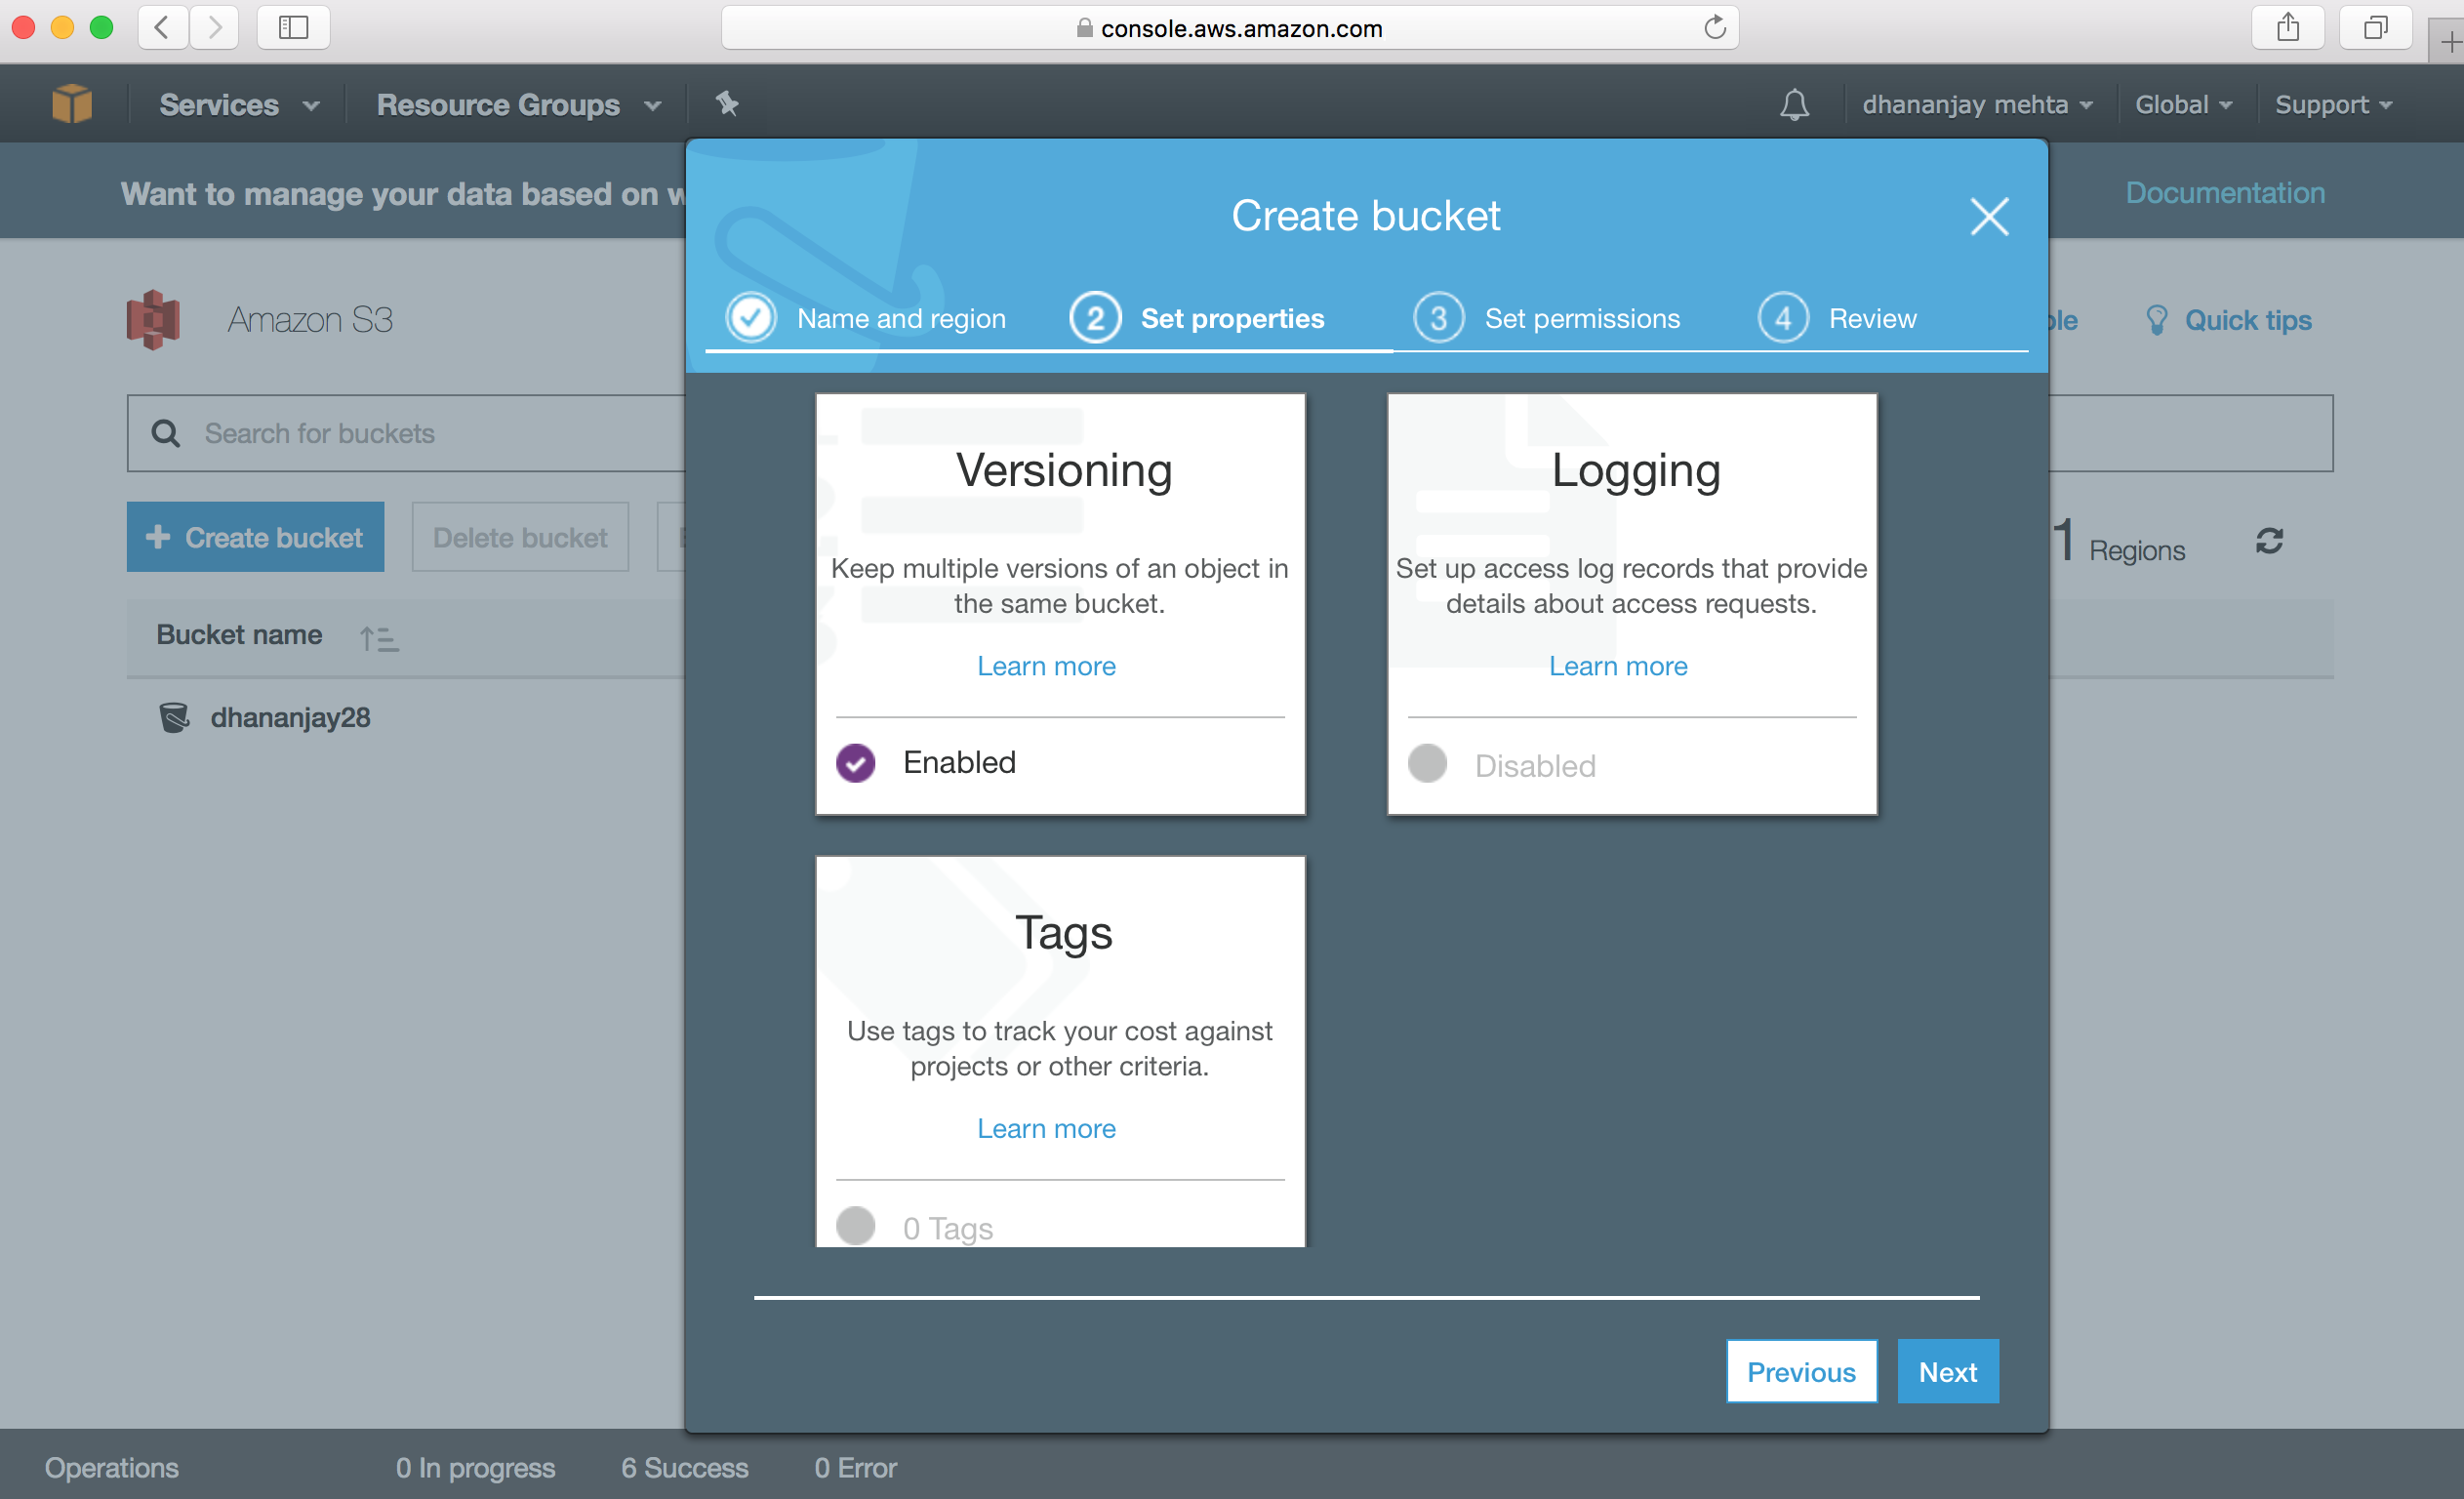 console.aws.amazon.com
Services
Resource Groups
dhananjay mehta
Global
Support
Want to manage your data based on
Documentation
Create bucket
Name and region
2 Set properties
3 Set permissions
4 Review
Amazon S3
Quick tips
Search for buckets
Create bucket
Delete bucket
1 Regions
Bucket name
dhananjay28
Versioning
Keep multiple versions of an object in
the same bucket.
Learn more
Enabled
Logging
Set up access log records that provide
details about access requests.
Learn more
Disabled
Tags
Use tags to track your cost against
projects or other criteria.
Learn more
0 Tags
Previous
Next
Operations
0 In progress
6 Success
0 Error